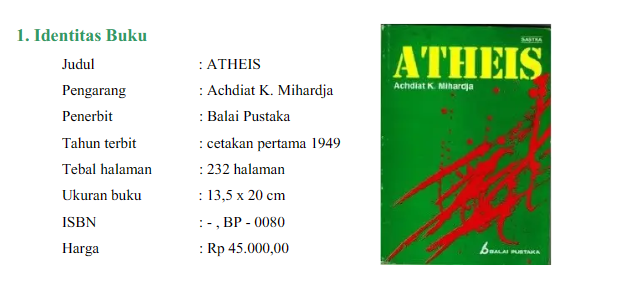 1. Identitas Buku
Judul : ATHEIS
Pengarang : Achdiat K. Mihardja
Penerbit : Balai Pustaka
Tahun terbit : cetakan pertama 1949
Tebal halaman : 232 halaman
Ukuran buku : 13,5 x 20 cm
ISBN : - , BP - 0080
Harga : Rp 45.000,00
SASTRA
ATHEIS
Achdiat K. Mihardja
BALAI PUSTAKA